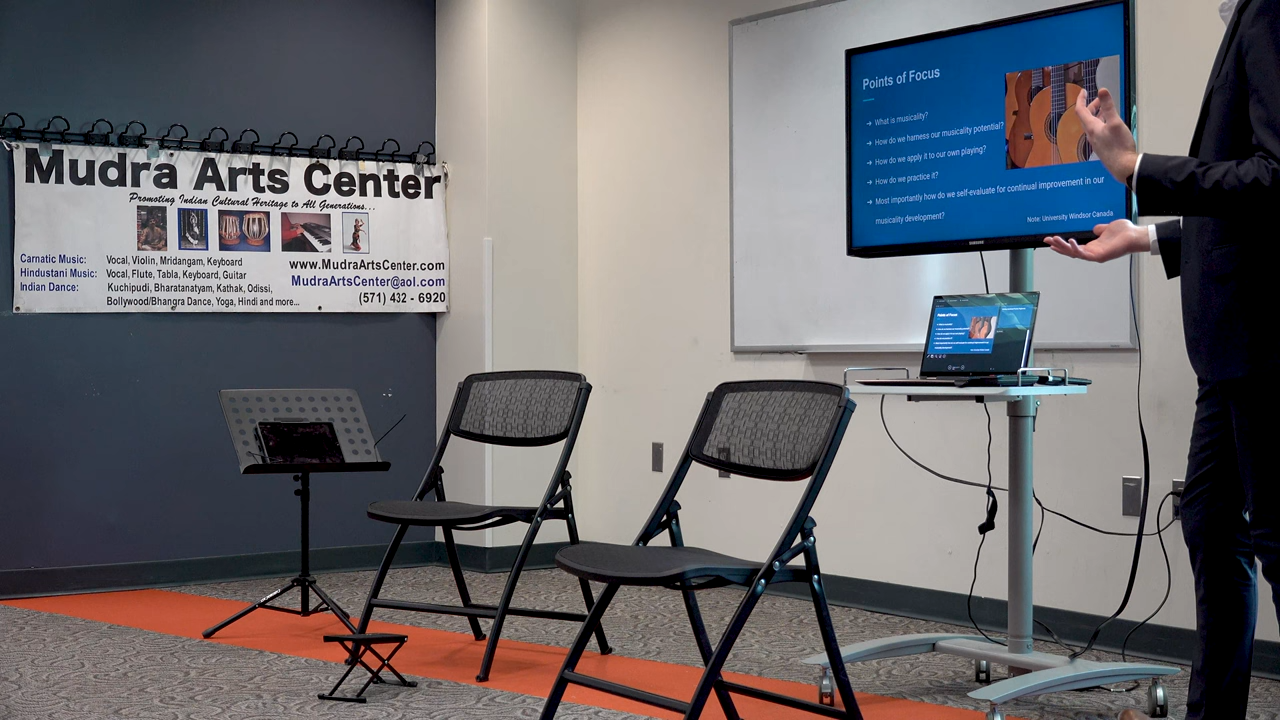 Mudra Arts Center
Promoting Indian Cultural Heritage to All Generations...
Carnatic Music: Vocal, Violin, Mridangam, Keyboard
Hindustani Music: Vocal, Flute, Tabla, Keyboard, Guitar
Indian Dance: Kuchipudi, Bharatanatyam, Kathak, Odissi,
Bollywood/Bhangra Dance, Yoga, Hindi and more...
www.MudraArtsCenter.com
MudraArtsCenter@aol.com
(571) 432 - 6920
Points of Focus
→ What is musicality?
→ How do we harness our musicality potential?
→ How do we apply it to our own playing?
→ How do we practice it?
→ Most importantly how do we self-evaluate for continual improvement in our
musicality development?
Note: University Windsor Canada
SAMSUNG
Points of Focus